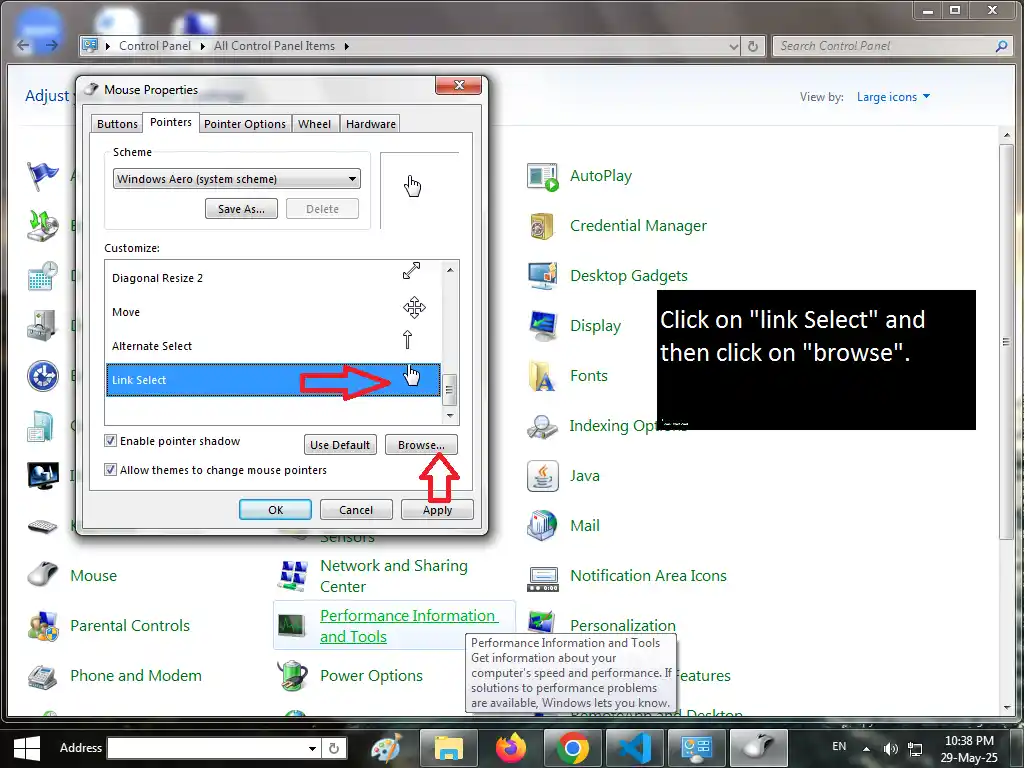 Control Panel
All Control Panel Items
Search Control Panel
Adjust
View by:
Large icons
Mouse Properties
Buttons
Pointers
Pointer Options
Wheel
Hardware
Scheme
Windows Aero (system scheme)
Save As...
Delete
Customize:
Diagonal Resize 2
Move
Alternate Select
Link Select
Enable pointer shadow
Use Default
Browse...
Allow themes to change mouse pointers
OK
Cancel
Apply
AutoPlay
Credential Manager
Desktop Gadgets
Display
Fonts
Indexing
Java
Mail
Click on "link Select" and
then click on "browse".
Sensors
Mouse
Network and Sharing
Center
Notification Area Icons
Parental Controls
Performance Information
and Tools
Personalization
Performance Information and Tools
Get information about your
computer's speed and performance. If
solutions to performance problems
are available, Windows lets you know.
Phone and Modem
Power Options
Features
RemoteApp and Desktop
Address
EN
10:38 PM
29-May-25